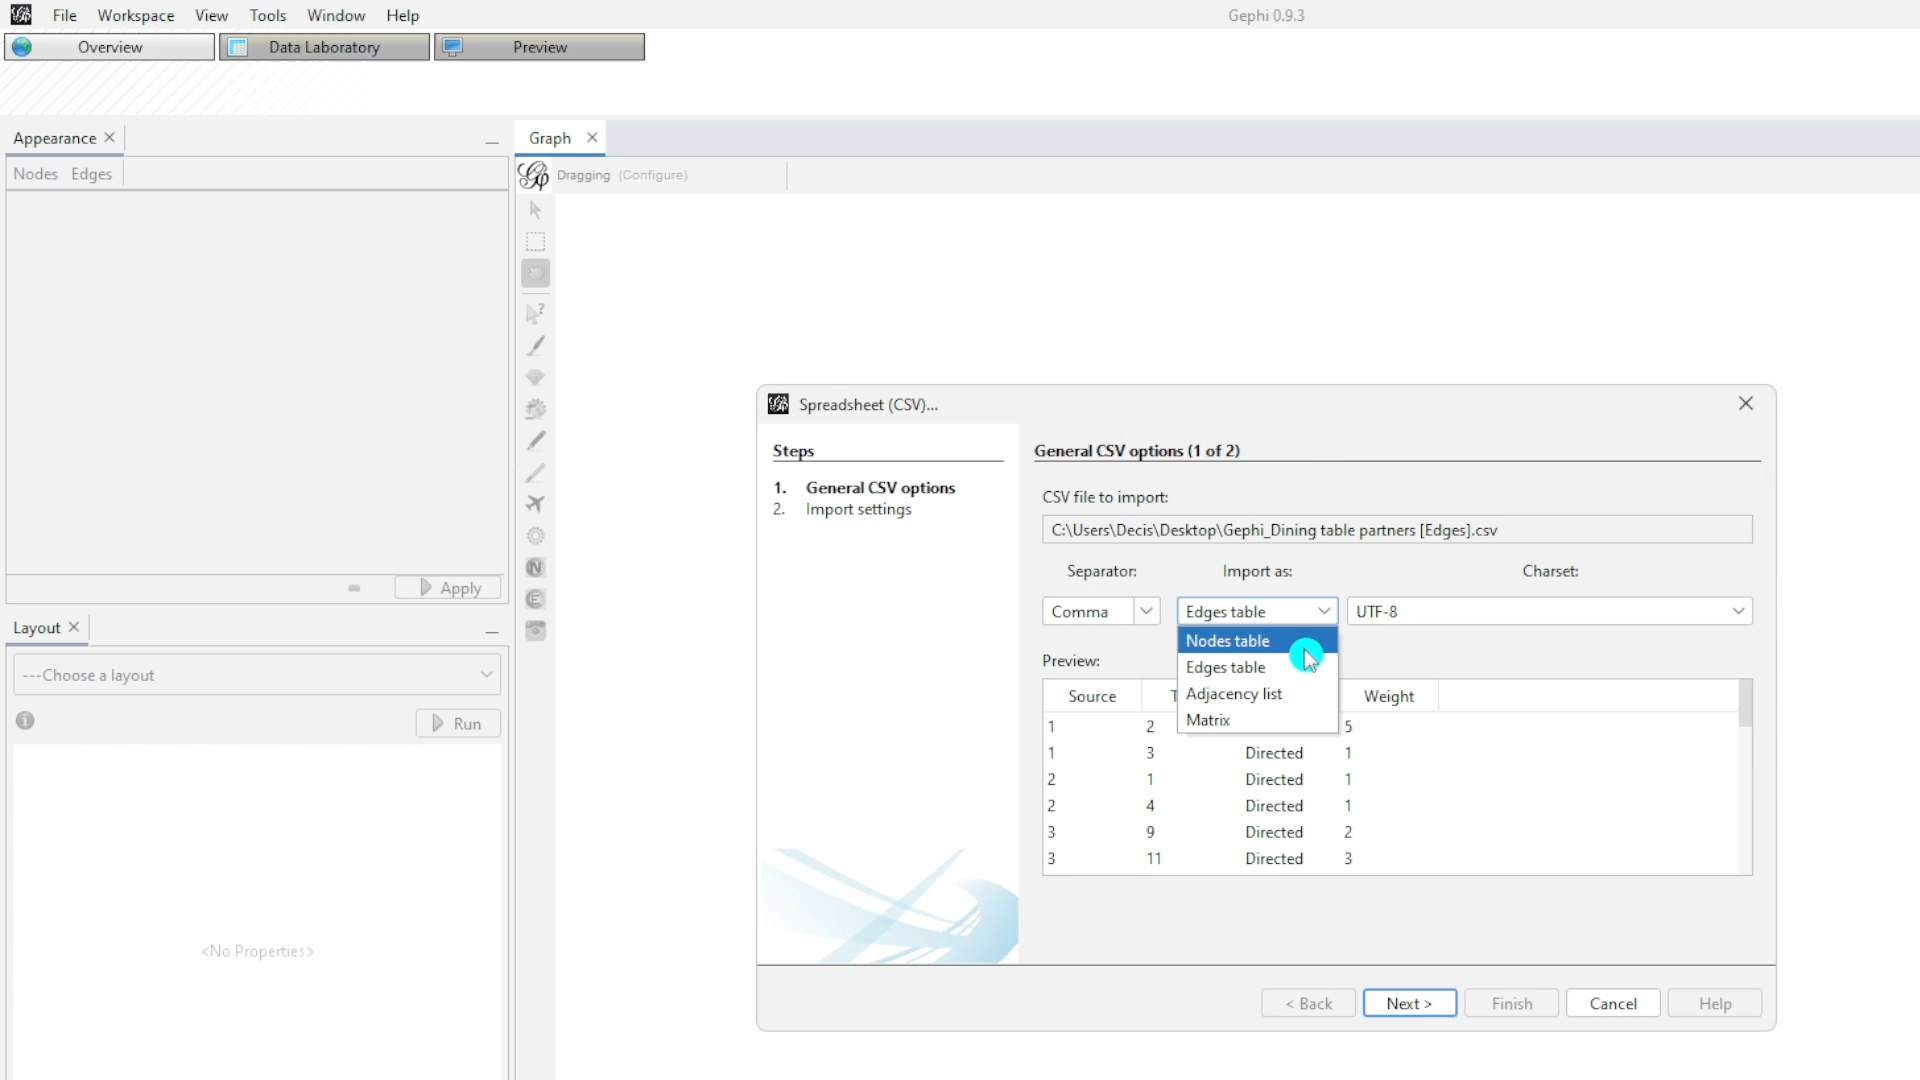 File Workspace View Tools Window Help
Gephi 0.9.3
Overview
Data Laboratory
Preview
Appearance
Nodes Edges
Apply
Layout
---Choose a layout
Run
<No Properties>
Graph
Dragging (Configure)
Spreadsheet (CSV)...
Steps
1. General CSV options
2. Import settings
General CSV options (1 of 2)
CSV file to import:
C:\Users\Decis\Desktop\Gephi_Dining table partners [Edges].csv
Separator: Import as: Charset:
Comma Edges table UTF-8
Nodes table
Edges table
Adjacency list
Matrix
Preview:
Source T Weight
1 2 5
1 3 Directed 1
2 1 Directed 1
2 4 Directed 1
3 9 Directed 2
3 11 Directed 3
< Back Next > Finish Cancel Help